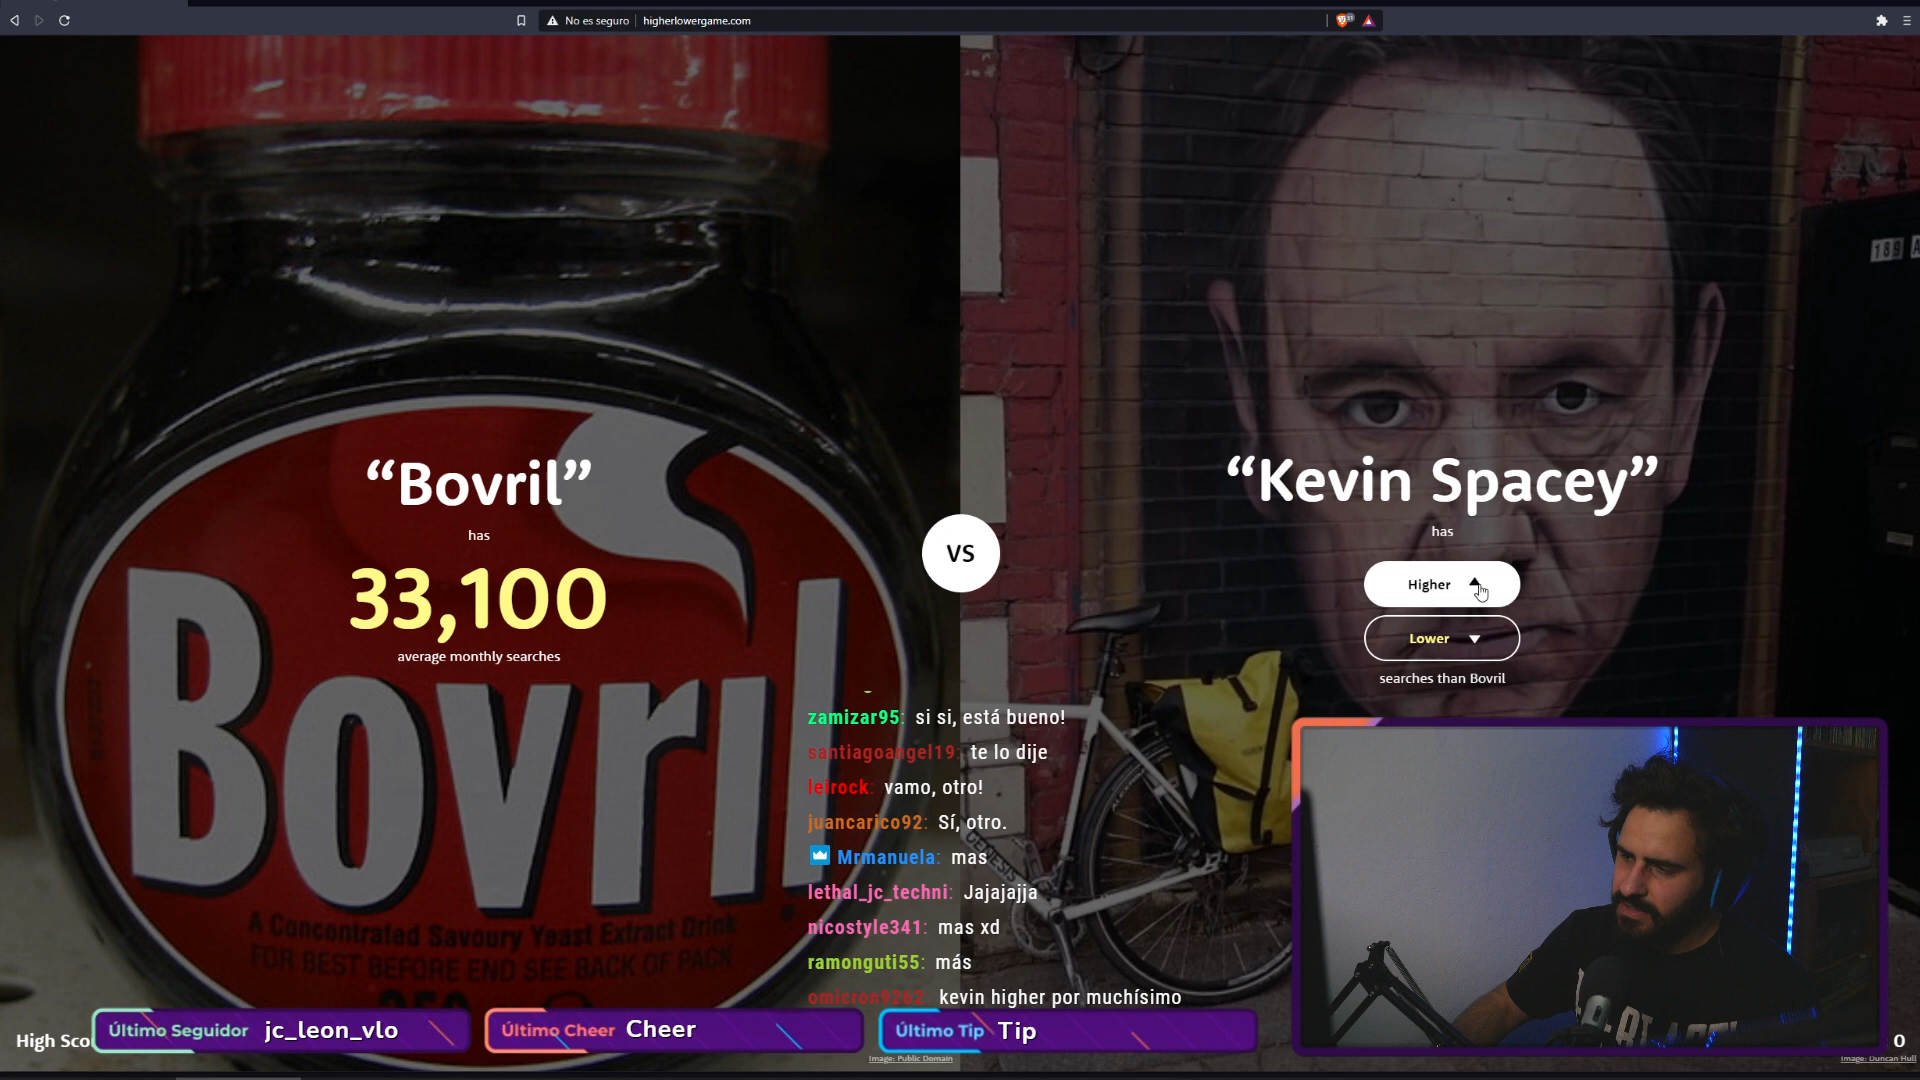 No es seguro
higherlowergame.com
189 A
“Bovril”
has
33,100
average monthly searches
VS
“Kevin Spacey”
has
Higher
Lower
searches than Bovril
Bovril
A Concentrated Savoury Yeast Extract Drink
FOR BEST BEFORE END SEE BACK OF PACK
zamizar95: si si, está bueno!
santiagoangel19: te lo dije
leirock: vamo, otro!
juancarico92: Sí, otro.
Mrmanuela: mas
lethal_jc_techni: Jajajajja
nicostyle341: mas xd
ramonguti55: más
omicron9262: kevin higher por muchísimo
High Sco
Último Seguidor jc_leon_vlo
Último Cheer Cheer
Último Tip Tip
0
Image: Public Domain
Image: Duncan Hull